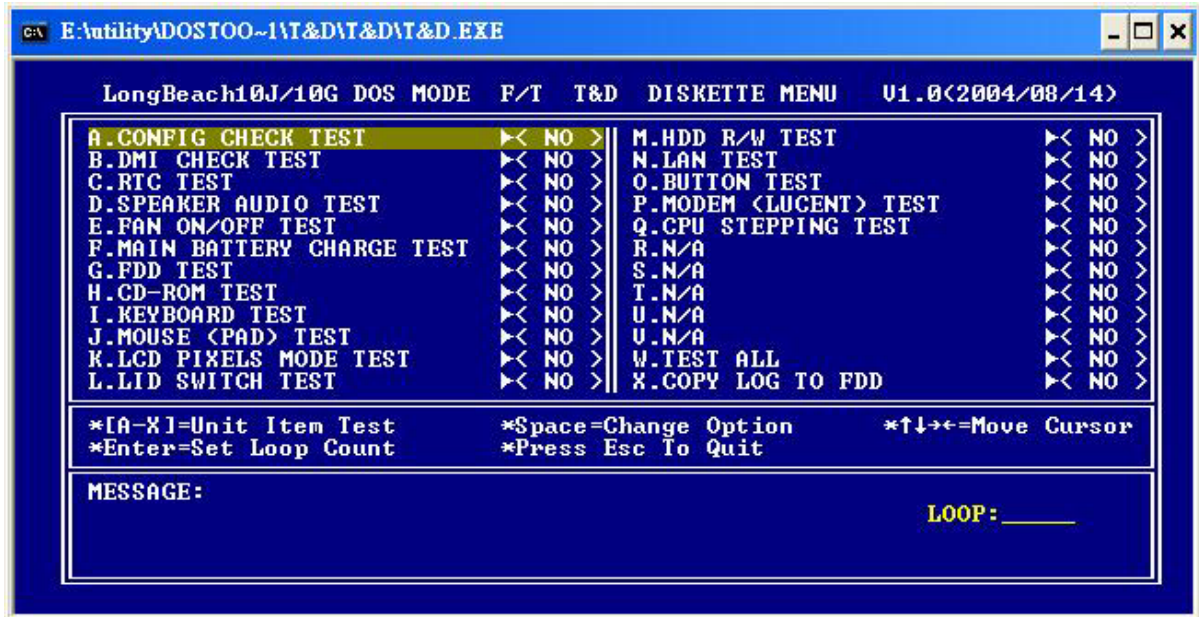 E:\utility\DOSTOO~1\T&D\T&D\T&D.EXE
LongBeach10J/10G DOS MODE F/T T&D DISKETTE MENU V1.0(2004/08/14)
A.CONFIG CHECK TEST ►< NO >
B.DMI CHECK TEST ►< NO >
C.RTC TEST ►< NO >
D.SPEAKER AUDIO TEST ►< NO >
E.FAN ON/OFF TEST ►< NO >
F.MAIN BATTERY CHARGE TEST ►< NO >
G.FDD TEST ►< NO >
H.CD-ROM TEST ►< NO >
I.KEYBOARD TEST ►< NO >
J.MOUSE (PAD) TEST ►< NO >
K.LCD PIXELS MODE TEST ►< NO >
L.LID SWITCH TEST ►< NO >
M.HDD R/W TEST ►< NO >
N.LAN TEST ►< NO >
O.BUTTON TEST ►< NO >
P.MODEM (LUCENT) TEST ►< NO >
Q.CPU STEPPING TEST ►< NO >
R.N/A ►< NO >
S.N/A ►< NO >
T.N/A ►< NO >
U.N/A ►< NO >
V.N/A ►< NO >
W.TEST ALL ►< NO >
X.COPY LOG TO FDD ►< NO >
*[A-X]=Unit Item Test *Space=Change Option *↑↓→←=Move Cursor
*Enter=Set Loop Count *Press Esc To Quit
MESSAGE:
LOOP:______